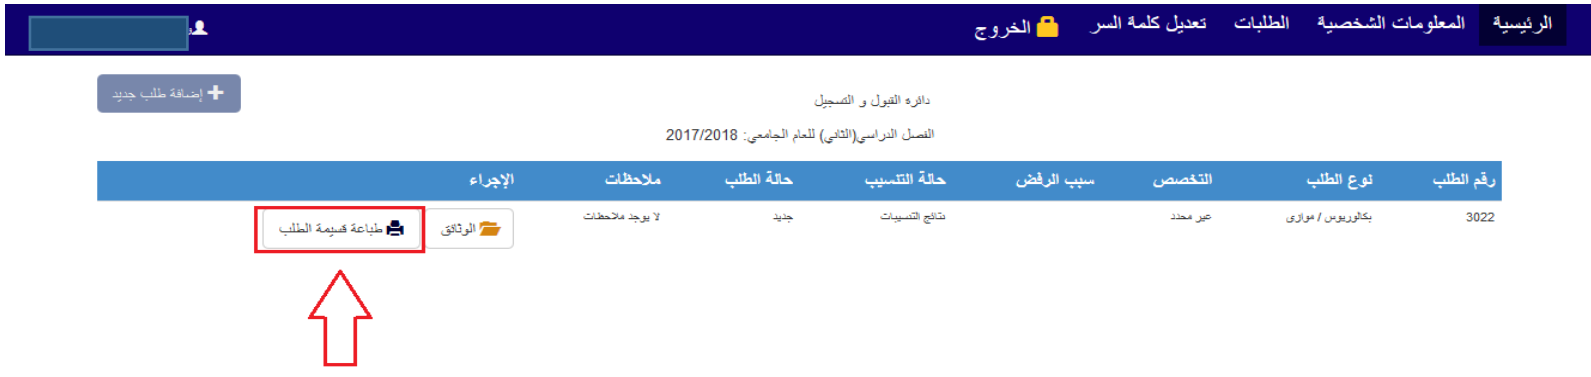 الرئيسية المعلومات الشخصية الطلبات تعديل كلمة السر الخروج
إضافة طلب جديد
دائرة القبول و التسجيل
الفصل الدراسي(الثاني) للعام الجامعي: 2017/2018
رقم الطلب نوع الطلب التخصص سبب الرفض حالة التنسيب حالة الطلب ملاحظات الإجراء
3022 بكالوريوس / موازى غير محدد نتائج التنسيبات جديد لا يوجد ملاحظات الوثائق طباعة قسيمة الطلب